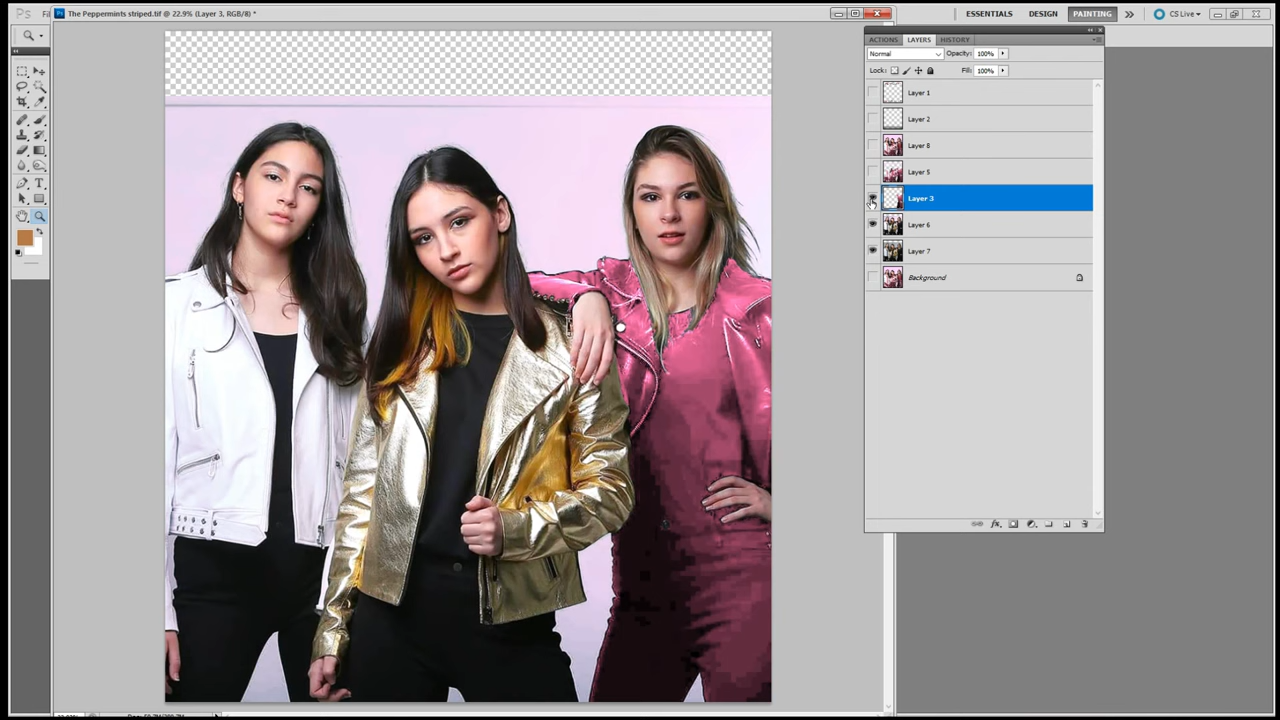 Ps Fi
Ps The Peppermints striped.tif @ 22.9% (Layer 3, RGB/8) *
ESSENTIALS DESIGN PAINTING CS Live
ACTIONS LAYERS HISTORY
Normal Opacity: 100%
Lock: Fill: 100%
Layer 1
Layer 2
Layer 8
Layer 5
Layer 3
Layer 6
Layer 7
Background
T